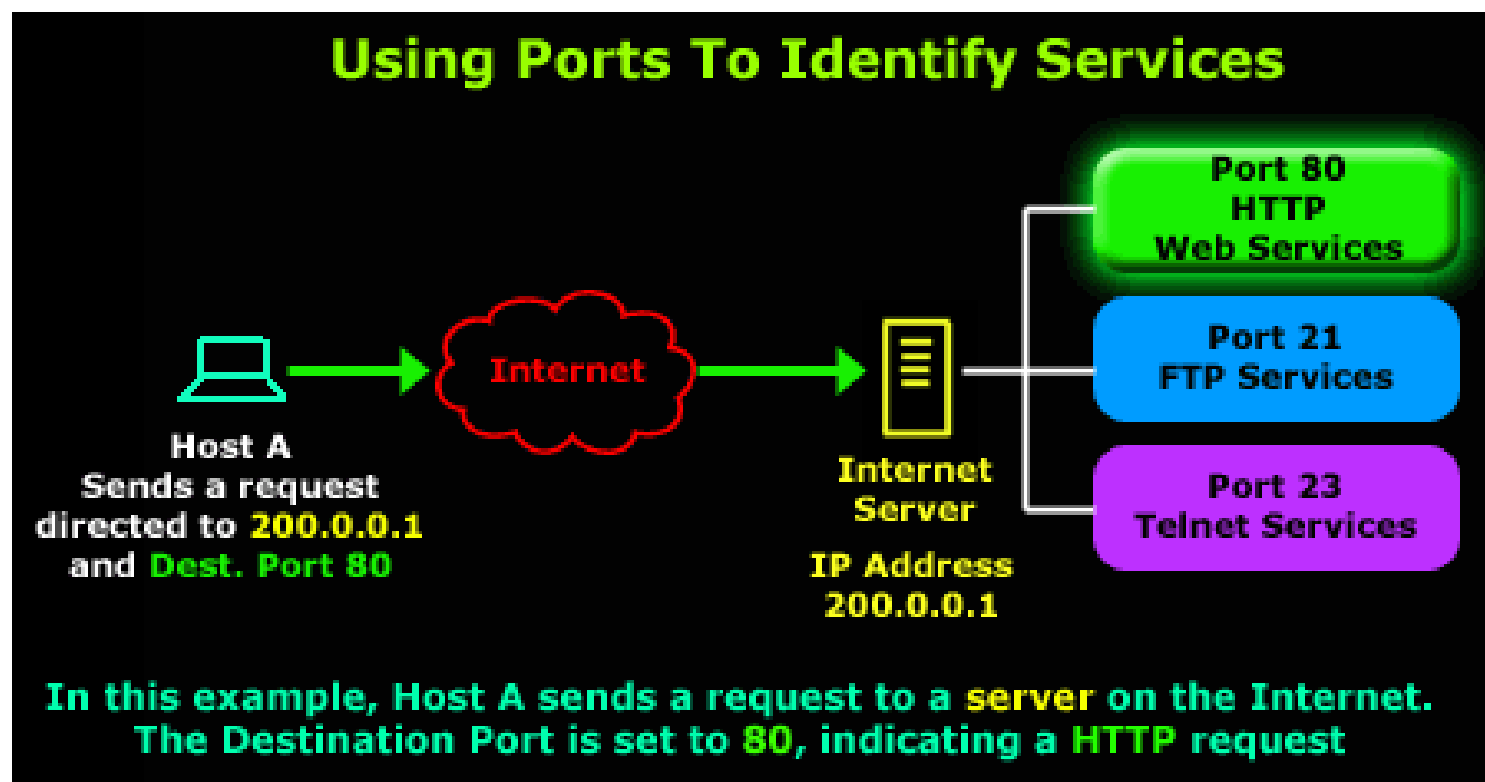 Using Ports To Identify Services
Port 80
HTTP
Web Services
Port 21
FTP Services
Port 23
Telnet Services
Internet
Host A
Sends a request
directed to 200.0.0.1
and Dest. Port 80
Internet
Server
IP Address
200.0.0.1
In this example, Host A sends a request to a server on the Internet.
The Destination Port is set to 80, indicating a HTTP request